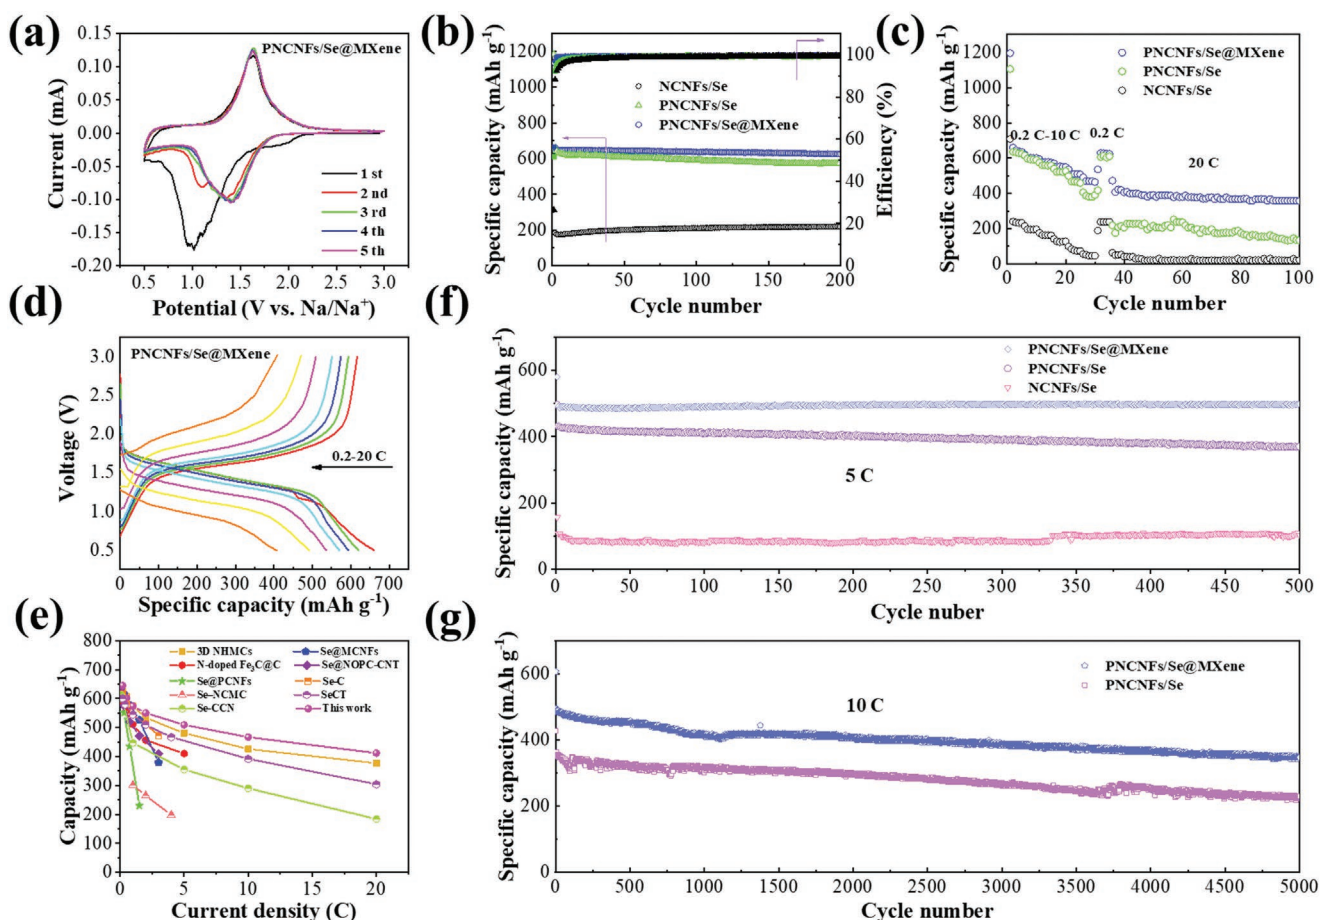 (a)
PNCNFs/Se@MXene
0.15
0.10
0.05
0.00
-0.05
-0.10
-0.15
-0.20
Current (mA)
1 st
2 nd
3 rd
4 th
5 th
0.5 1.0 1.5 2.0 2.5 3.0
Potential (V vs. Na/Na+)
(b)
1200
1000
800
600
400
200
0
Specific capacity (mAh g-1)
NCNFs/Se
PNCNFs/Se
PNCNFs/Se@MXene
100
80
60
40
20
0
Efficiency (%)
0 50 100 150 200
Cycle number
(c)
1200
1000
800
600
400
200
0
Specific capacity (mAh g-1)
PNCNFs/Se@MXene
PNCNFs/Se
NCNFs/Se
0.2 C-10 C
0.2 C
20 C
0 20 40 60 80 100
Cycle number
(d)
PNCNFs/Se@MXene
3.0
2.5
2.0
1.5
1.0
0.5
Voltage (V)
0.2-20 C
0 100 200 300 400 500 600 700
Specific capacity (mAh g-1)
(e)
800
700
600
500
400
300
200
100
0
Capacity (mAh g-1)
3D NHMCs
N-doped Fe3C@C
Se@PCNFs
Se–NCMC
Se-CCN
Se@MCNFs
Se@NOPC-CNT
Se-C
SeCT
This work
0 5 10 15 20
Current density (C)
(f)
600
400
200
0
Specific capacity (mAh g-1)
PNCNFs/Se@MXene
PNCNFs/Se
NCNFs/Se
5 C
0 50 100 150 200 250 300 350 400 450 500
Cycle nuber
(g)
600
400
200
0
Specific capacity (mAh g-1)
PNCNFs/Se@MXene
PNCNFs/Se
10 C
0 500 1000 1500 2000 2500 3000 3500 4000 4500 5000
Cycle number